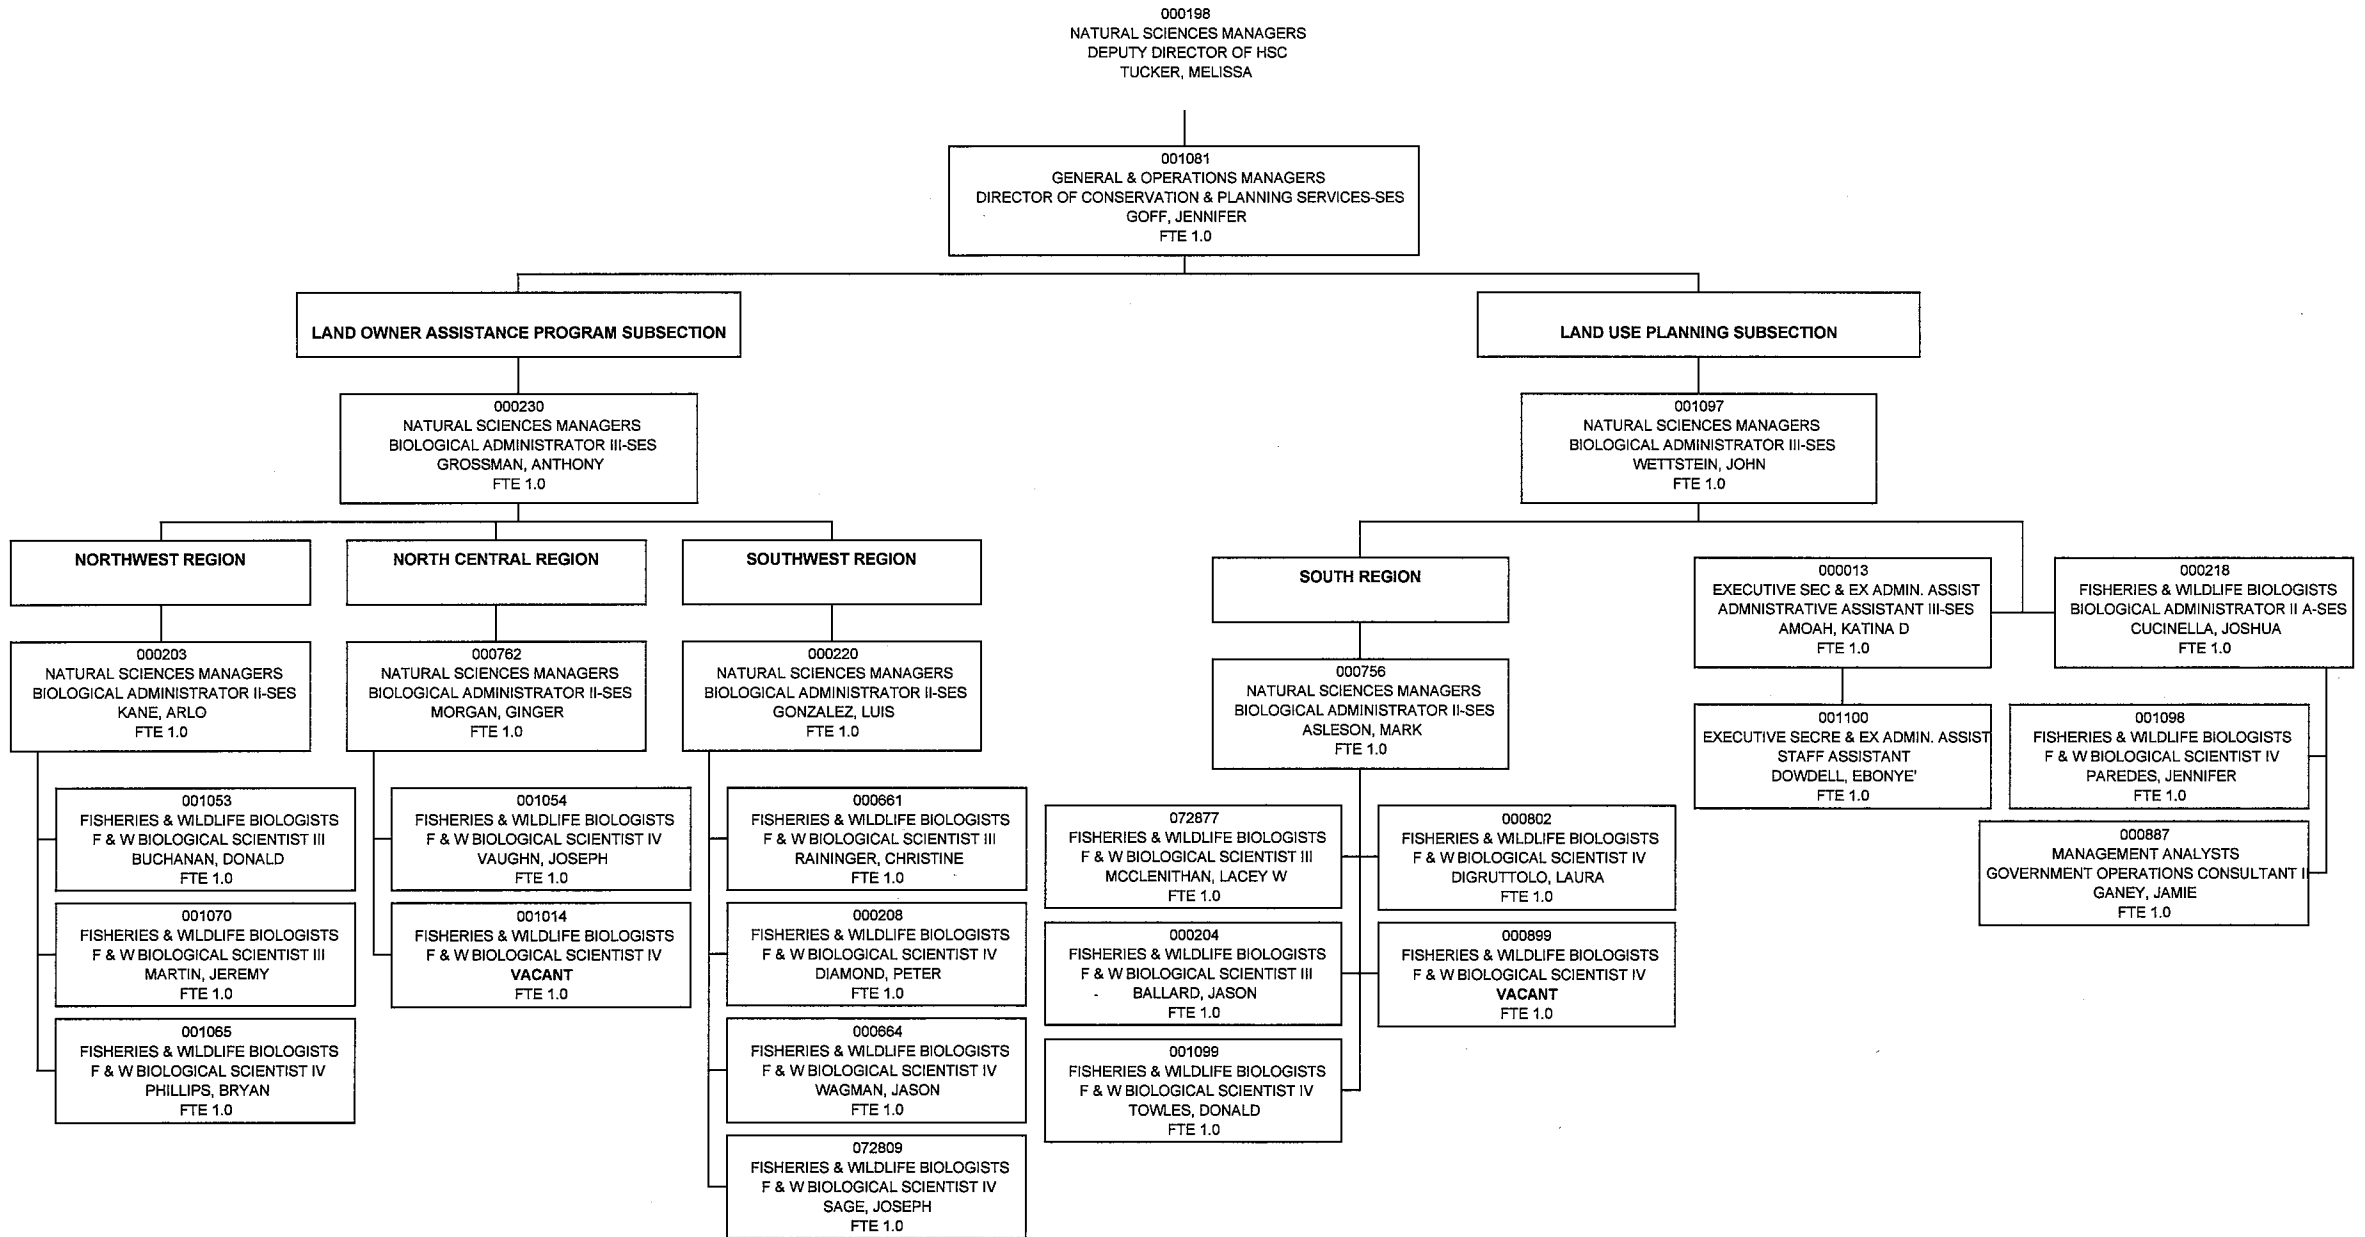 000198
NATURAL SCIENCES MANAGERS
DEPUTY DIRECTOR OF HSC
TUCKER, MELISSA
001081
GENERAL & OPERATIONS MANAGERS
DIRECTOR OF CONSERVATION & PLANNING SERVICES-SES
GOFF, JENNIFER
FTE 1.0
LAND OWNER ASSISTANCE PROGRAM SUBSECTION
000230
NATURAL SCIENCES MANAGERS
BIOLOGICAL ADMINISTRATOR III-SES
GROSSMAN, ANTHONY
FTE 1.0
NORTHWEST REGION
000203
NATURAL SCIENCES MANAGERS
BIOLOGICAL ADMINISTRATOR II-SES
KANE, ARLO
FTE 1.0
001053
FISHERIES & WILDLIFE BIOLOGISTS
F & W BIOLOGICAL SCIENTIST III
BUCHANAN, DONALD
FTE 1.0
001070
FISHERIES & WILDLIFE BIOLOGISTS
F & W BIOLOGICAL SCIENTIST III
MARTIN, JEREMY
FTE 1.0
001065
FISHERIES & WILDLIFE BIOLOGISTS
F & W BIOLOGICAL SCIENTIST IV
PHILLIPS, BRYAN
FTE 1.0
NORTH CENTRAL REGION
000762
NATURAL SCIENCES MANAGERS
BIOLOGICAL ADMINISTRATOR II-SES
MORGAN, GINGER
FTE 1.0
001054
FISHERIES & WILDLIFE BIOLOGISTS
F & W BIOLOGICAL SCIENTIST IV
VAUGHN, JOSEPH
FTE 1.0
001014
FISHERIES & WILDLIFE BIOLOGISTS
F & W BIOLOGICAL SCIENTIST IV
VACANT
FTE 1.0
SOUTHWEST REGION
000220
NATURAL SCIENCES MANAGERS
BIOLOGICAL ADMINISTRATOR II-SES
GONZALEZ, LUIS
FTE 1.0
000661
FISHERIES & WILDLIFE BIOLOGISTS
F & W BIOLOGICAL SCIENTIST III
RAININGER, CHRISTINE
FTE 1.0
000208
FISHERIES & WILDLIFE BIOLOGISTS
F & W BIOLOGICAL SCIENTIST IV
DIAMOND, PETER
FTE 1.0
000664
FISHERIES & WILDLIFE BIOLOGISTS
F & W BIOLOGICAL SCIENTIST IV
WAGMAN, JASON
FTE 1.0
072809
FISHERIES & WILDLIFE BIOLOGISTS
F & W BIOLOGICAL SCIENTIST IV
SAGE, JOSEPH
FTE 1.0
LAND USE PLANNING SUBSECTION
001097
NATURAL SCIENCES MANAGERS
BIOLOGICAL ADMINISTRATOR III-SES
WETTSTEIN, JOHN
FTE 1.0
SOUTH REGION
000756
NATURAL SCIENCES MANAGERS
BIOLOGICAL ADMINISTRATOR II-SES
ASLESON, MARK
FTE 1.0
072877
FISHERIES & WILDLIFE BIOLOGISTS
F & W BIOLOGICAL SCIENTIST III
MCCLENITHAN, LACEY W
FTE 1.0
000802
FISHERIES & WILDLIFE BIOLOGISTS
F & W BIOLOGICAL SCIENTIST IV
DIGRUTTOLO, LAURA
FTE 1.0
000204
FISHERIES & WILDLIFE BIOLOGISTS
F & W BIOLOGICAL SCIENTIST III
BALLARD, JASON
FTE 1.0
000899
FISHERIES & WILDLIFE BIOLOGISTS
F & W BIOLOGICAL SCIENTIST IV
VACANT
FTE 1.0
001099
FISHERIES & WILDLIFE BIOLOGISTS
F & W BIOLOGICAL SCIENTIST IV
TOWLES, DONALD
FTE 1.0
000013
EXECUTIVE SEC & EX ADMIN. ASSIST
ADMNISTRATIVE ASSISTANT III-SES
AMOAH, KATINA D
FTE 1.0
001100
EXECUTIVE SECRE & EX ADMIN. ASSIST
STAFF ASSISTANT
DOWDELL, EBONYE'
FTE 1.0
000218
FISHERIES & WILDLIFE BIOLOGISTS
BIOLOGICAL ADMINISTRATOR II A-SES
CUCINELLA, JOSHUA
FTE 1.0
001098
FISHERIES & WILDLIFE BIOLOGISTS
F & W BIOLOGICAL SCIENTIST IV
PAREDES, JENNIFER
FTE 1.0
000887
MANAGEMENT ANALYSTS
GOVERNMENT OPERATIONS CONSULTANT II
GANEY, JAMIE
FTE 1.0